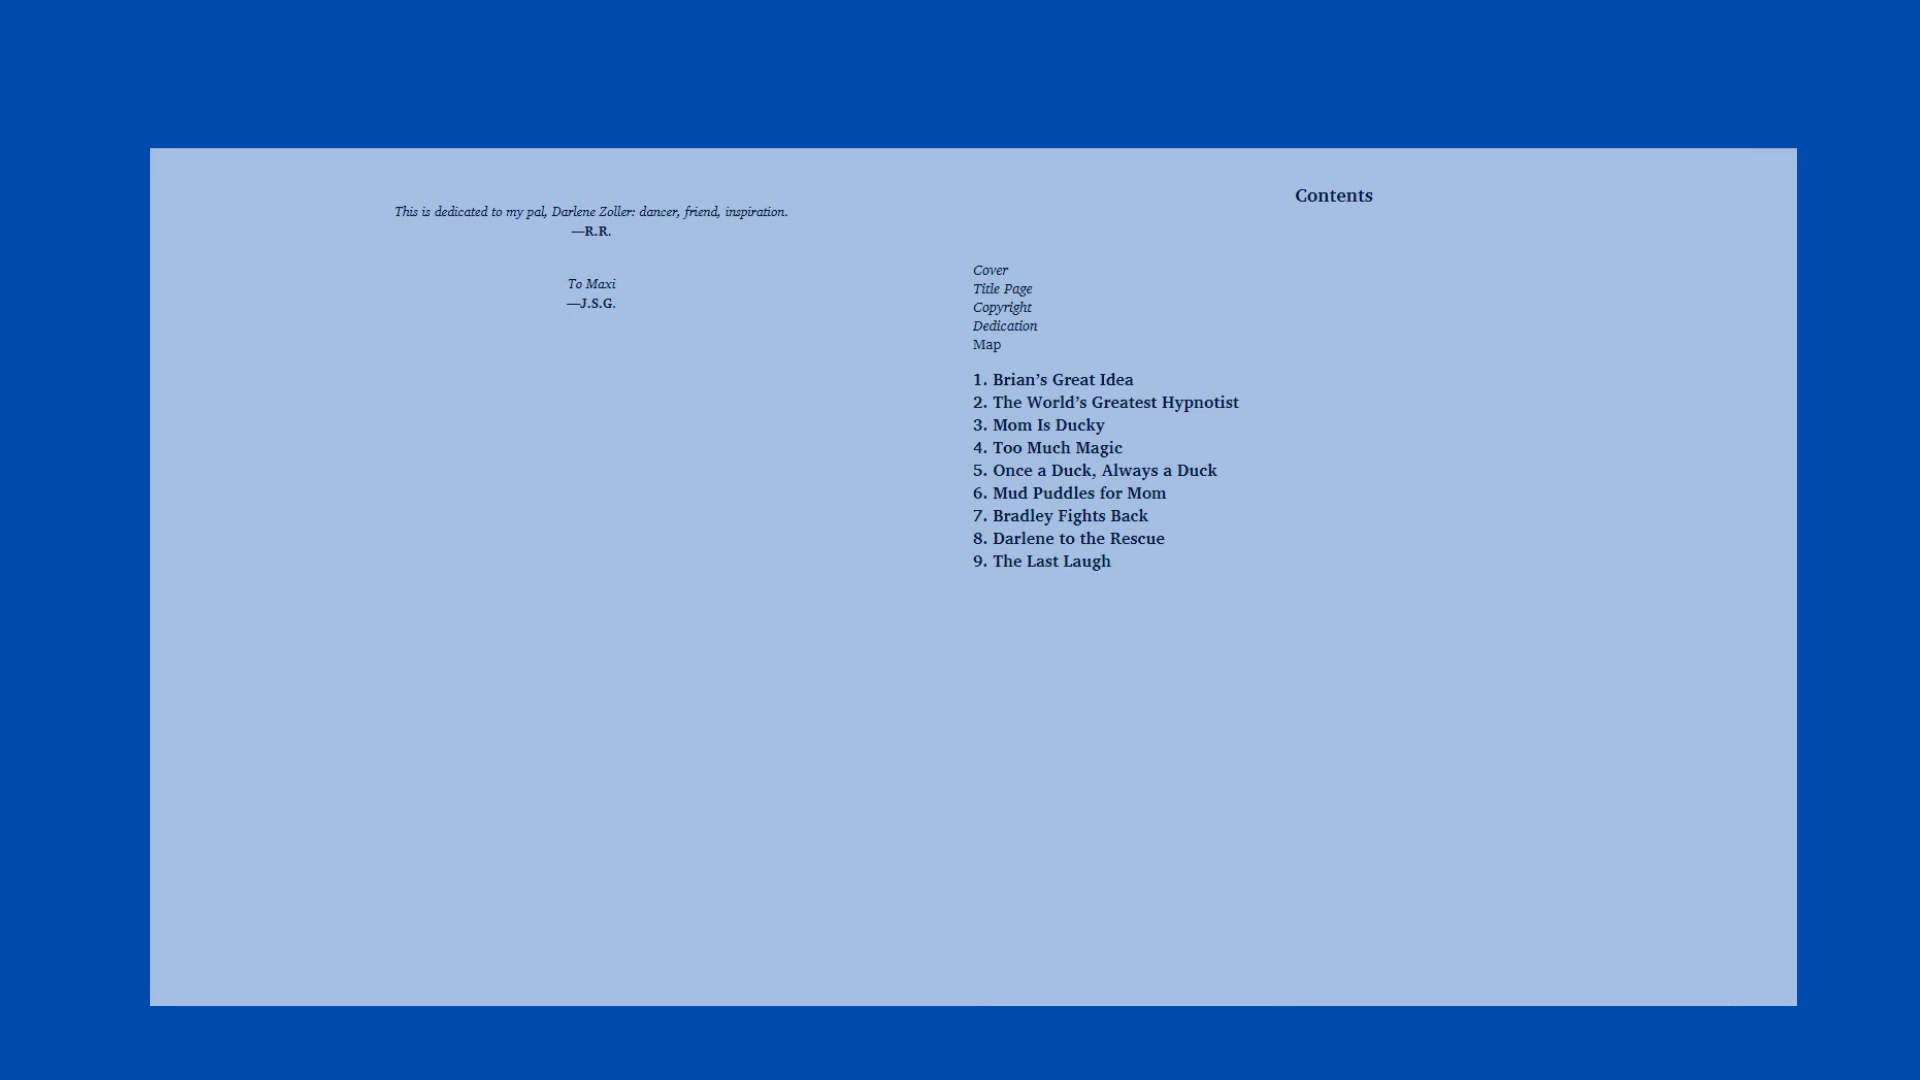 This is dedicated to my pal, Darlene Zoller: dancer, friend, inspiration.
—R.R.
To Maxi
—J.S.G.
Contents
Cover
Title Page
Copyright
Dedication
Map
1. Brian’s Great Idea
2. The World’s Greatest Hypnotist
3. Mom Is Ducky
4. Too Much Magic
5. Once a Duck, Always a Duck
6. Mud Puddles for Mom
7. Bradley Fights Back
8. Darlene to the Rescue
9. The Last Laugh